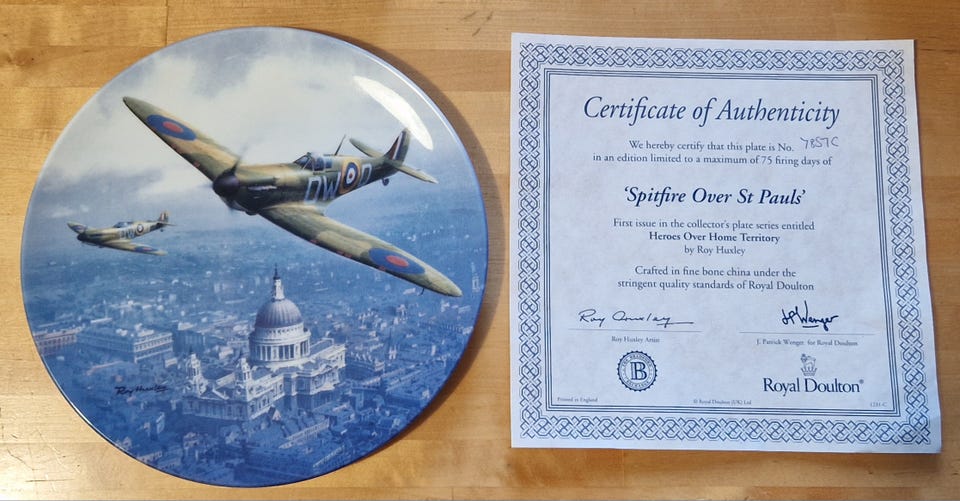 DW O
Roy Huxley
Certificate of Authenticity
We hereby certify that this plate is No. 7857C
in an edition limited to a maximum of 75 firing days of
'Spitfire Over St Pauls'
First issue in the collector's plate series entitled
Heroes Over Home Territory
by Roy Huxley
Crafted in fine bone china under the
stringent quality standards of Royal Doulton
Roy Huxley
J P Wenger
Roy Huxley Artist
J. Patrick Wenger for Royal Doulton
B
Royal Doulton®
Printed in England
© Royal Doulton (UK) Ltd